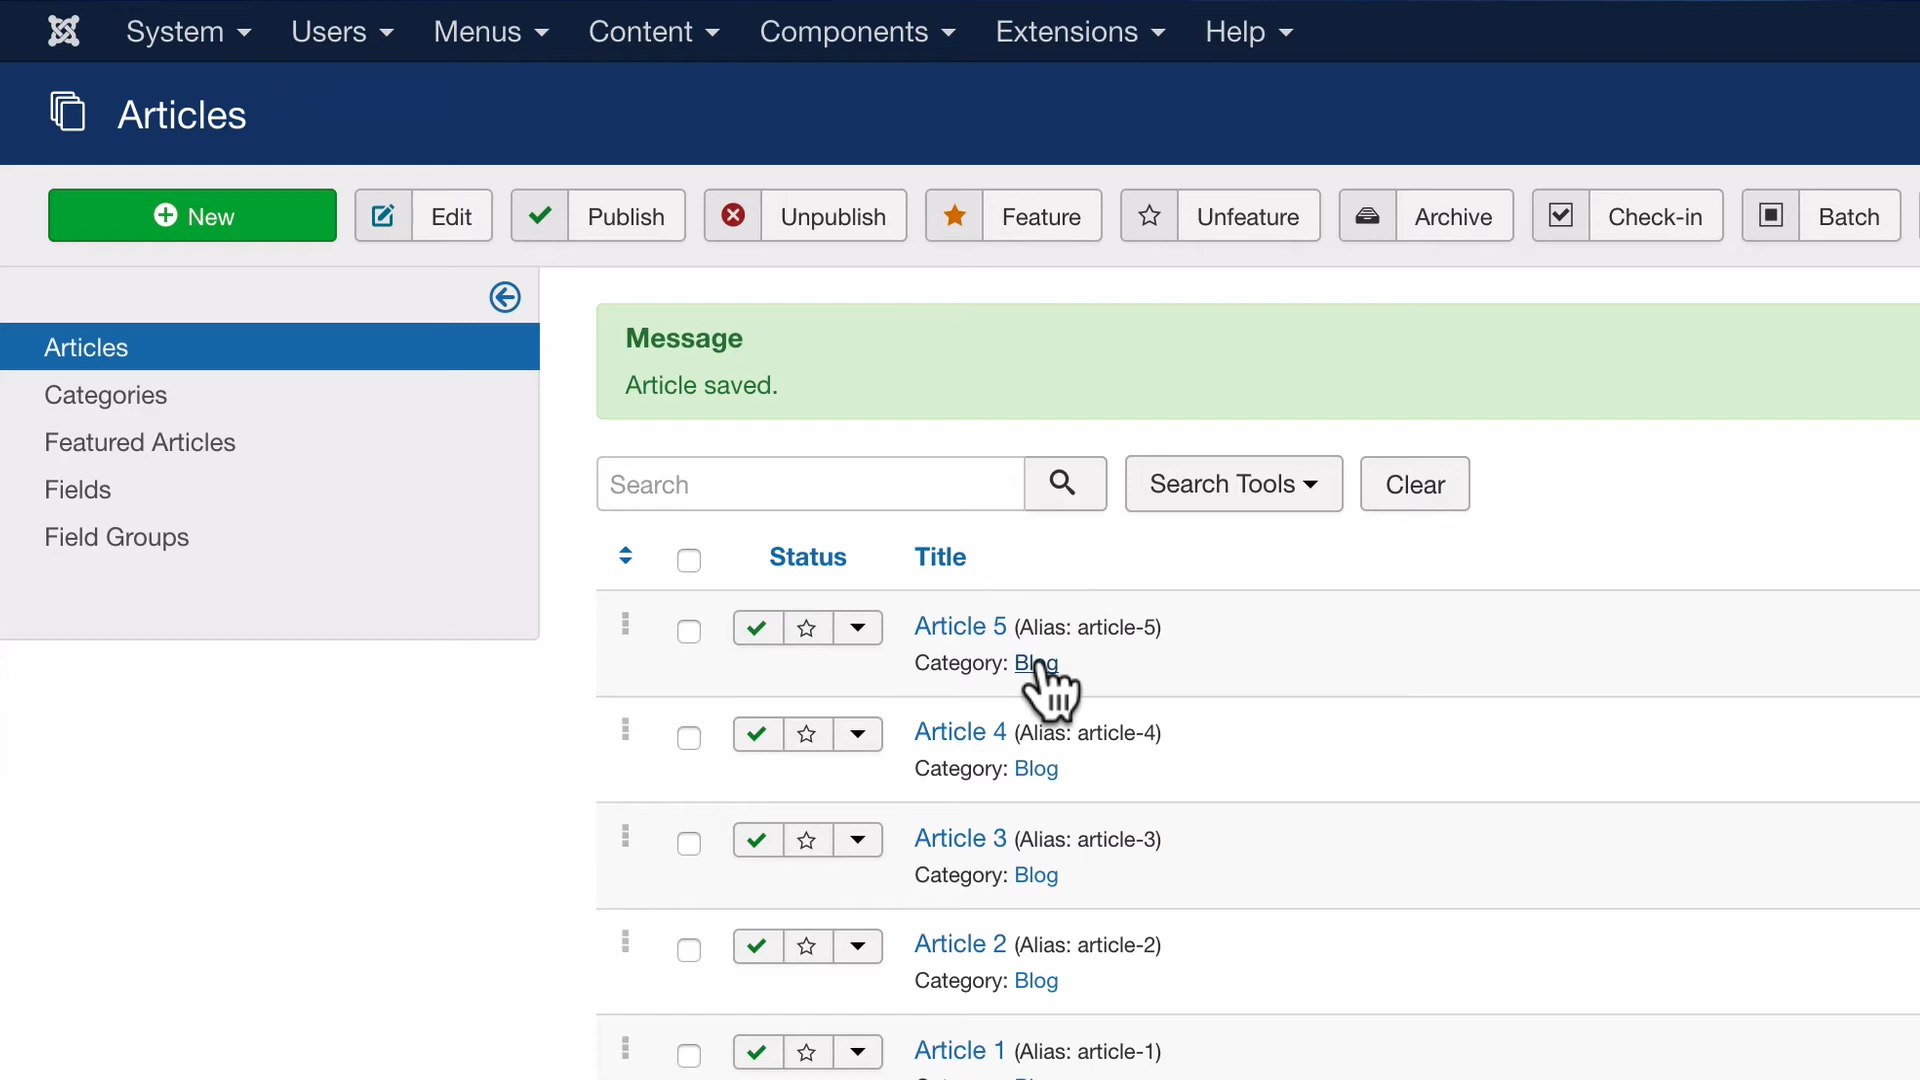 System Users Menus Content Components Extensions Help
Articles
New Edit Publish Unpublish Feature Unfeature Archive Check-in Batch
Articles
Categories
Featured Articles
Fields
Field Groups
Message
Article saved.
Search Search Tools Clear
Status Title
Article 5 (Alias: article-5)
Category: Blog
Article 4 (Alias: article-4)
Category: Blog
Article 3 (Alias: article-3)
Category: Blog
Article 2 (Alias: article-2)
Category: Blog
Article 1 (Alias: article-1)